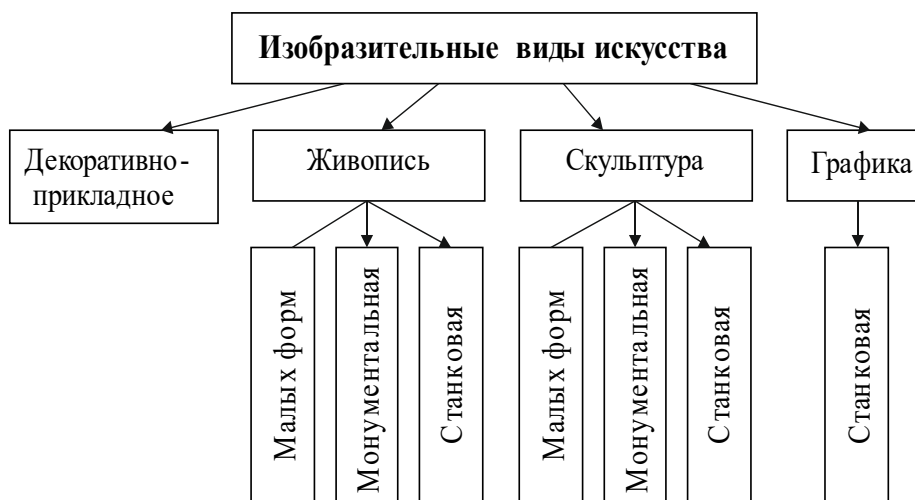 Изобразительные виды искусства
Декоративно-
прикладное
Живопись
Скульптура
Графика
Малых форм
Монументальная
Станковая
Малых форм
Монументальная
Станковая
Станковая